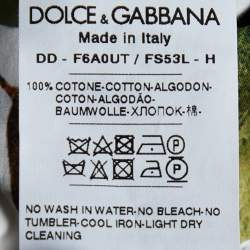 DOLCE & GABBANA
Made in Italy
DD - F6A0UT / FS53L - H
100% COTONE-COTTON-ALGODON-
COTON-ALGODÃO-
BAUMWOLLE-ХЛОПОК-棉-
NO WASH IN WATER-NO BLEACH-NO
TUMBLER-COOL IRON-LIGHT DRY
CLEANING